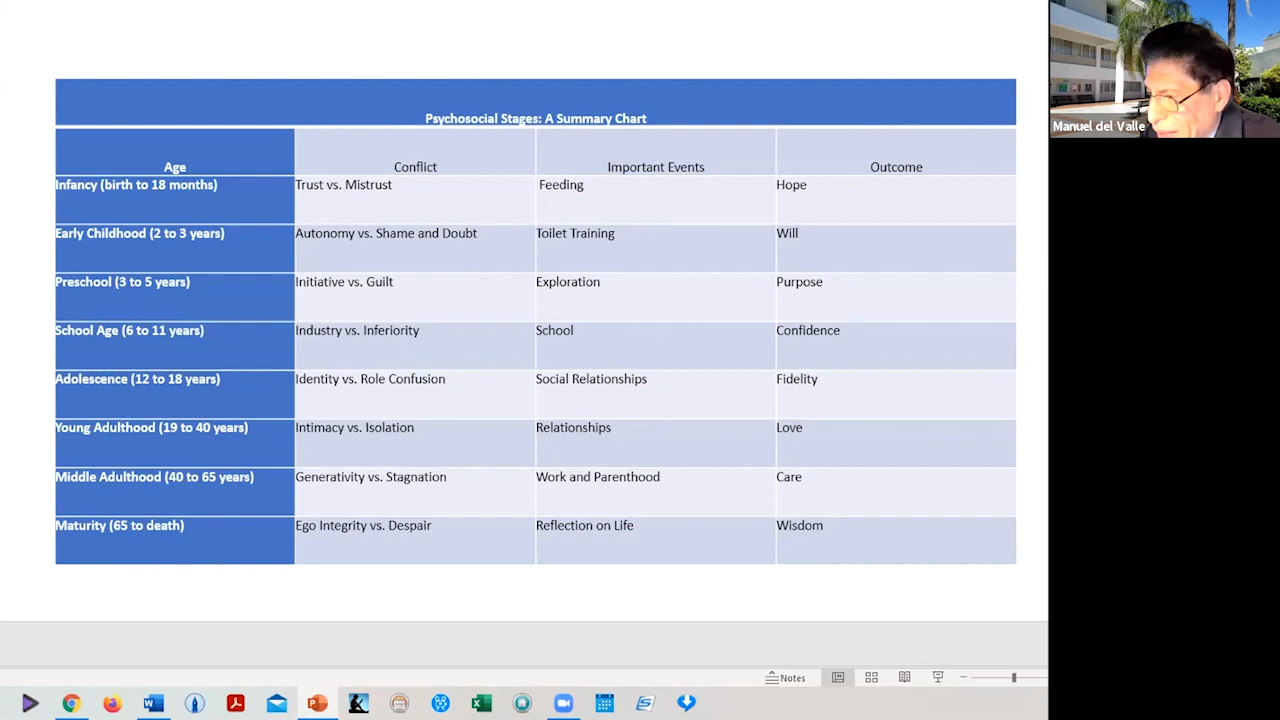 Psychosocial Stages: A Summary Chart
Age Conflict Important Events Outcome
Infancy (birth to 18 months) Trust vs. Mistrust Feeding Hope
Early Childhood (2 to 3 years) Autonomy vs. Shame and Doubt Toilet Training Will
Preschool (3 to 5 years) Initiative vs. Guilt Exploration Purpose
School Age (6 to 11 years) Industry vs. Inferiority School Confidence
Adolescence (12 to 18 years) Identity vs. Role Confusion Social Relationships Fidelity
Young Adulthood (19 to 40 years) Intimacy vs. Isolation Relationships Love
Middle Adulthood (40 to 65 years) Generativity vs. Stagnation Work and Parenthood Care
Maturity (65 to death) Ego Integrity vs. Despair Reflection on Life Wisdom
Manuel del Valle
Notes